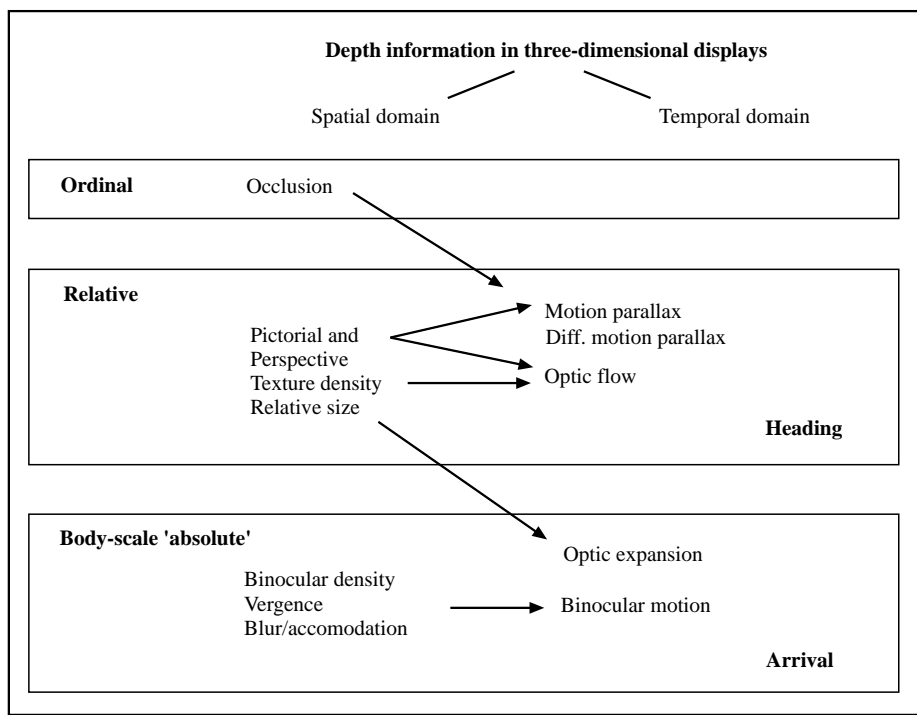 Depth information in three-dimensional displays
Spatial domain
Temporal domain
Ordinal
Occlusion
Relative
Pictorial and
Perspective
Texture density
Relative size
Motion parallax
Diff. motion parallax
Optic flow
Heading
Body-scale 'absolute'
Binocular density
Vergence
Blur/accomodation
Optic expansion
Binocular motion
Arrival